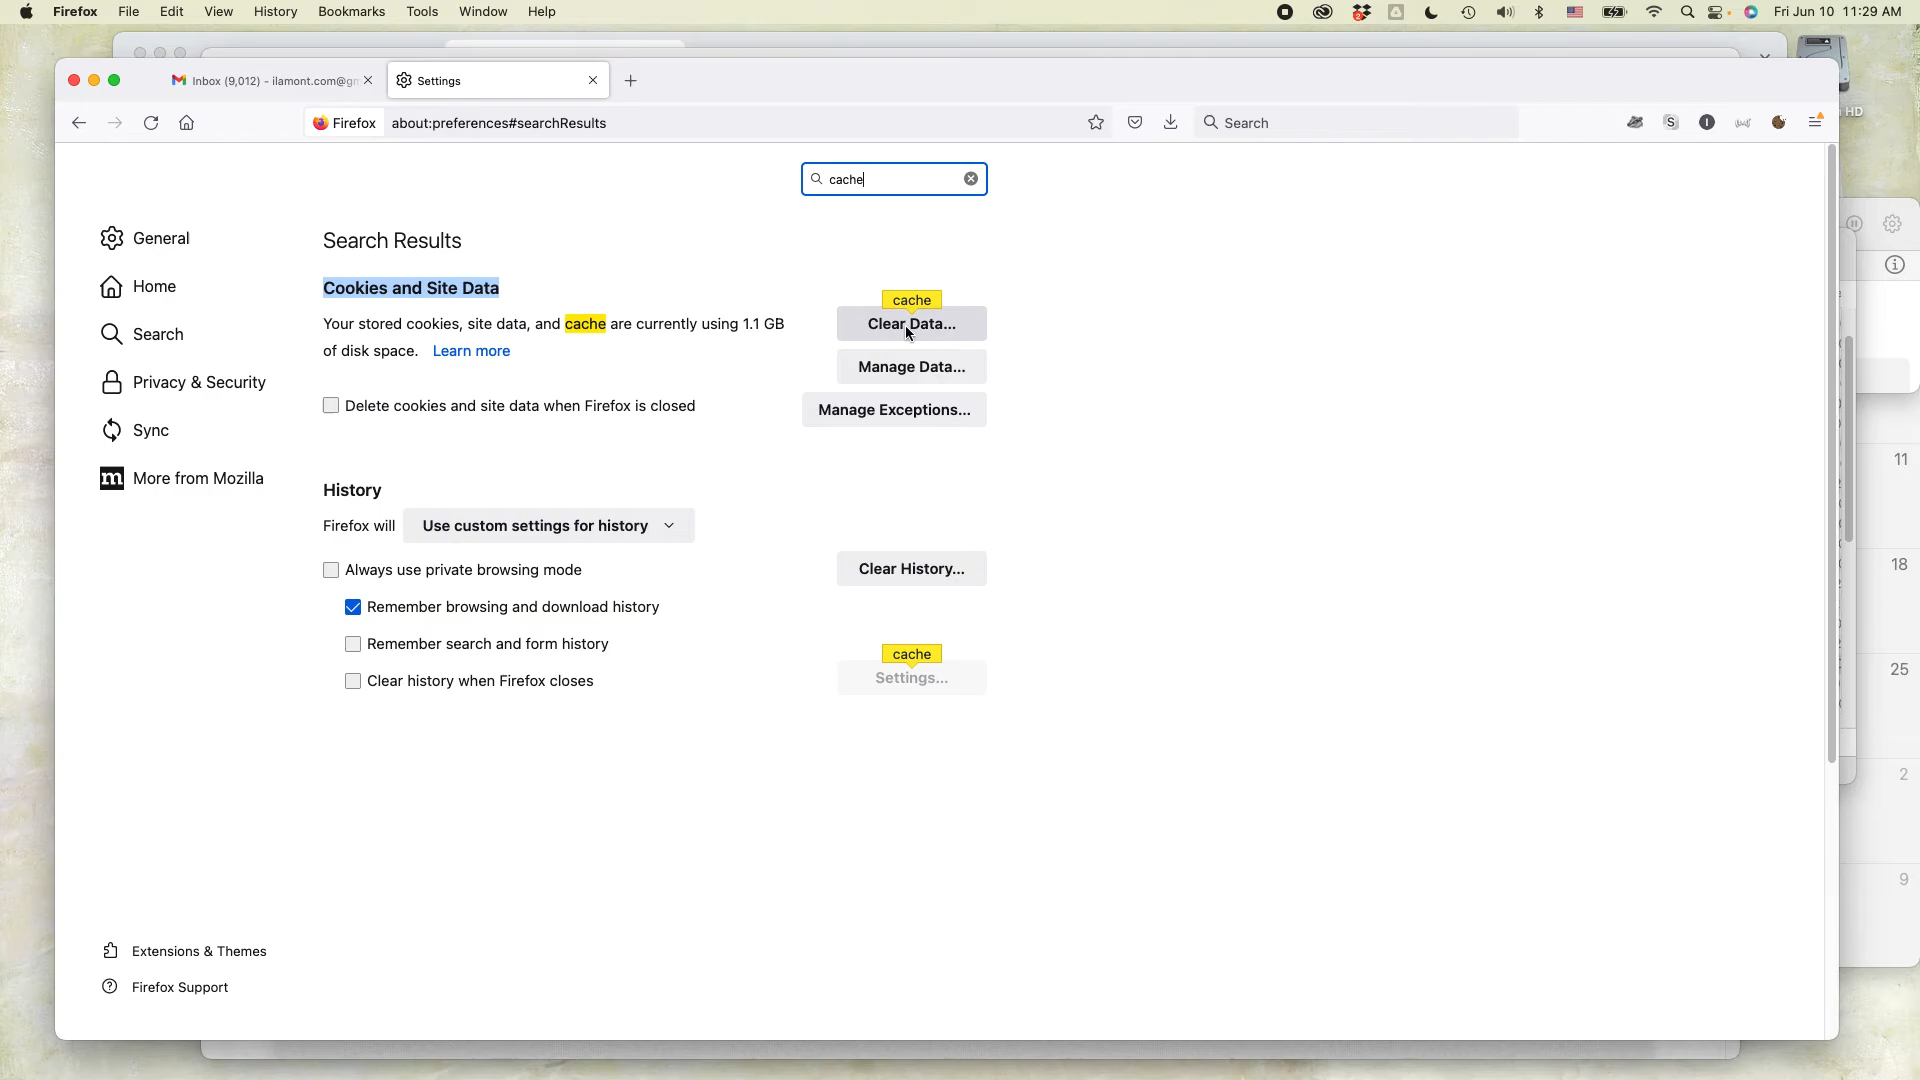 Firefox File Edit View History Bookmarks Tools Window Help
Fri Jun 10 11:29 AM
Inbox (9,012) - ilamont.com@gm
Settings
HD
Firefox about:preferences#searchResults
Search
cache
General
Home
Search
Privacy & Security
Sync
More from Mozilla
Extensions & Themes
Firefox Support
Search Results
Cookies and Site Data
cache
Your stored cookies, site data, and cache are currently using 1.1 GB
of disk space. Learn more
Clear Data...
Manage Data...
Delete cookies and site data when Firefox is closed
Manage Exceptions...
History
Firefox will Use custom settings for history
Always use private browsing mode
Clear History...
Remember browsing and download history
Remember search and form history
cache
Clear history when Firefox closes
Settings...
11
18
25
2
9